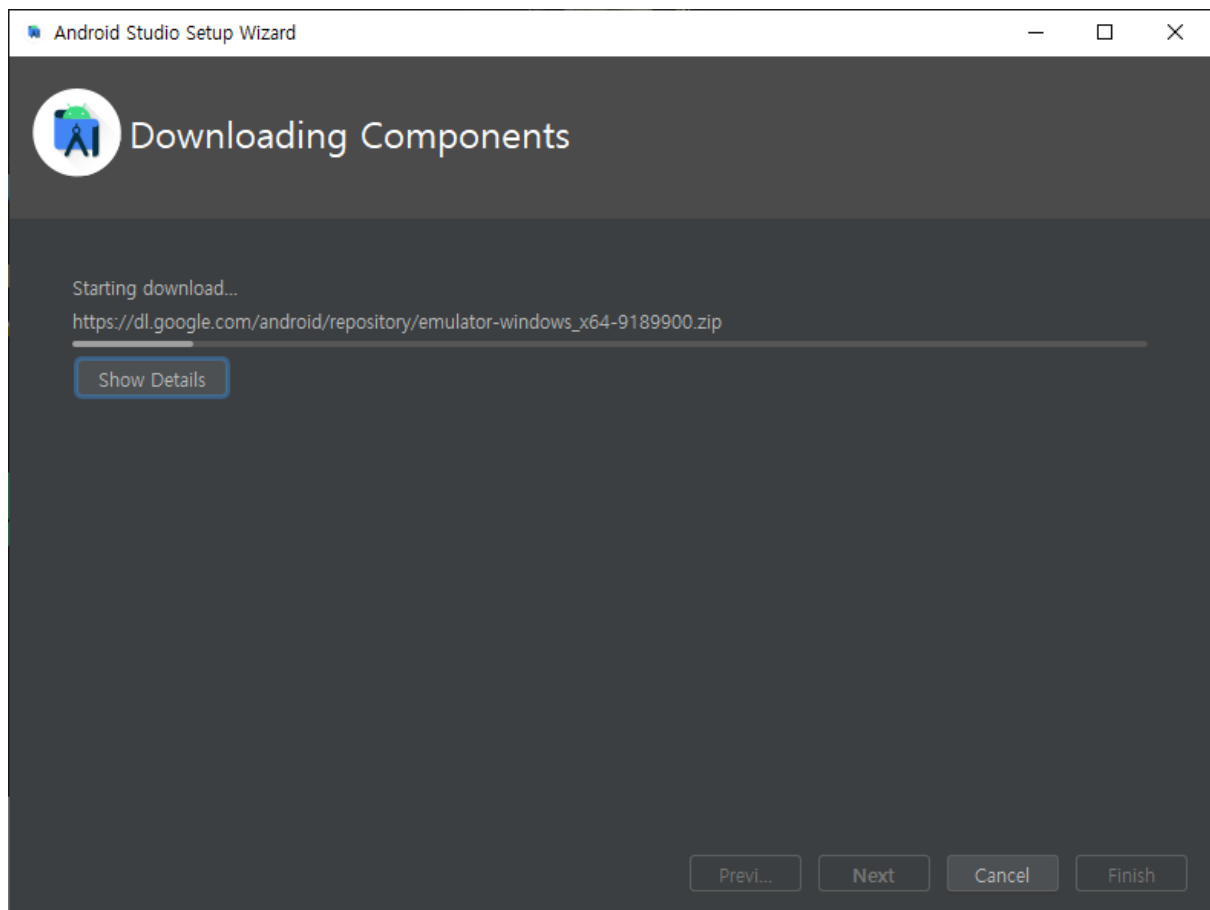 Android Studio Setup Wizard
Downloading Components
Starting download...
https://dl.google.com/android/repository/emulator-windows_x64-9189900.zip
Show Details
Previ... Next Cancel Finish